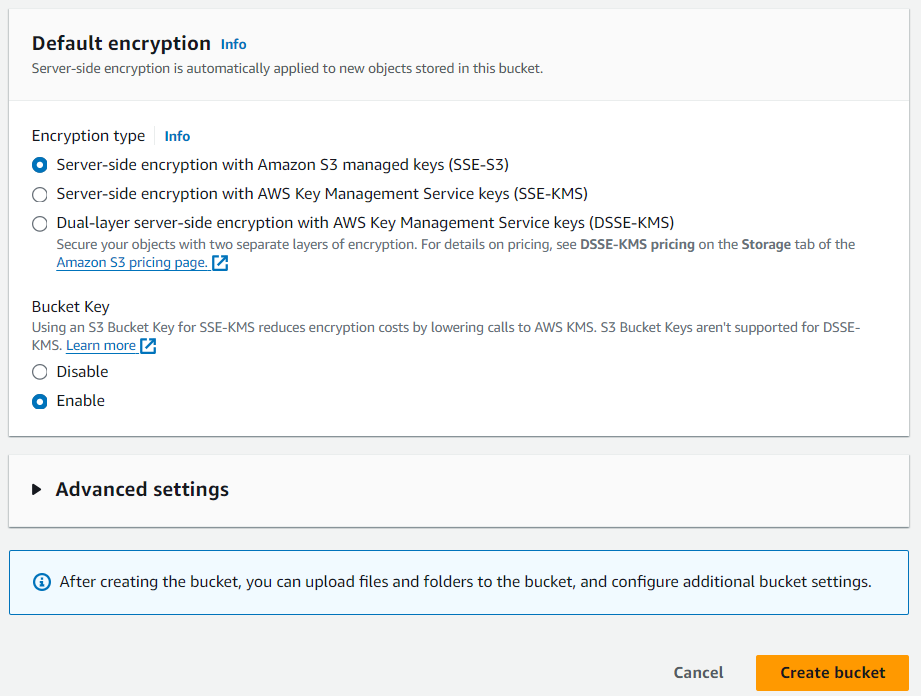 Default encryption Info
Server-side encryption is automatically applied to new objects stored in this bucket.
Encryption type Info
Server-side encryption with Amazon S3 managed keys (SSE-S3)
Server-side encryption with AWS Key Management Service keys (SSE-KMS)
Dual-layer server-side encryption with AWS Key Management Service keys (DSSE-KMS)
Secure your objects with two separate layers of encryption. For details on pricing, see DSSE-KMS pricing on the Storage tab of the
Amazon S3 pricing page.
Bucket Key
Using an S3 Bucket Key for SSE-KMS reduces encryption costs by lowering calls to AWS KMS. S3 Bucket Keys aren't supported for DSSE-
KMS. Learn more
Disable
Enable
Advanced settings
After creating the bucket, you can upload files and folders to the bucket, and configure additional bucket settings.
Cancel Create bucket